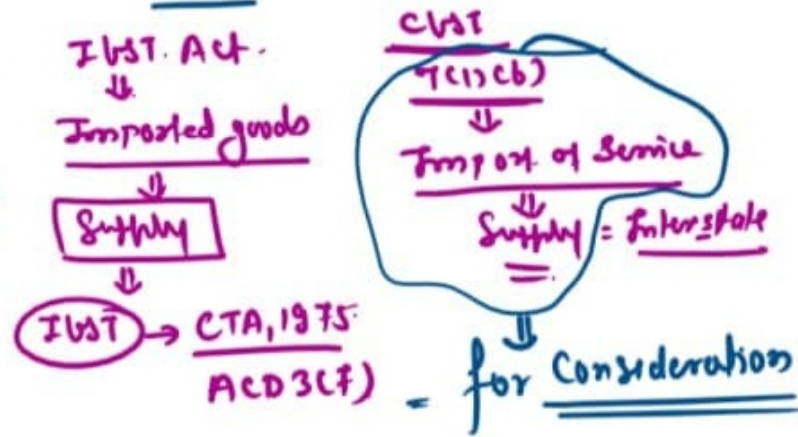 IGST. Act.
⇓
Imported goods
⇓
Supply
⇓
IGST → CTA, 1975.
ACD 3(7)
CGST
7(1)(b)
⇓
Import of Service
⇓
Supply = Interstate
⇓
- for Consideration